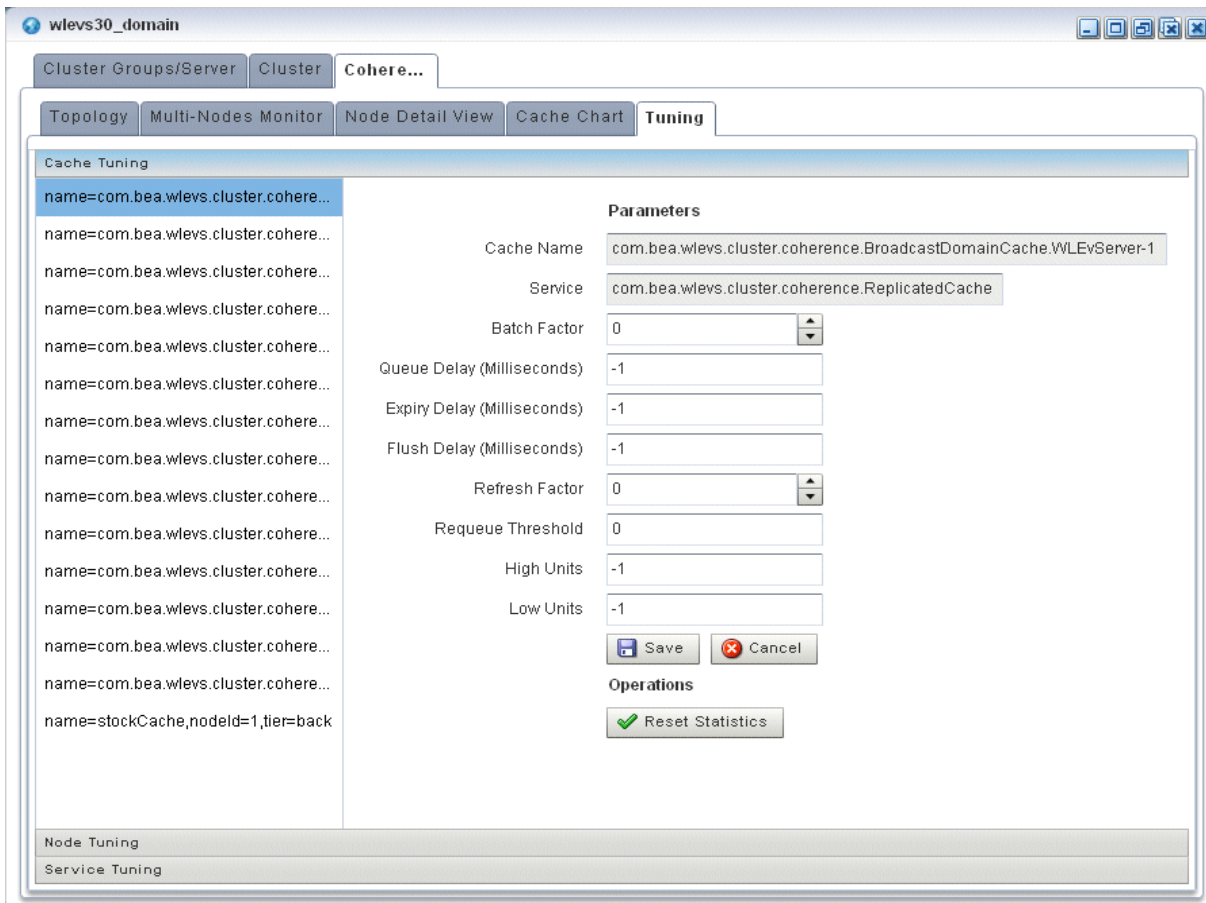 wlevs30_domain
Cluster Groups/Server Cluster Cohere...
Topology Multi-Nodes Monitor Node Detail View Cache Chart Tuning
Cache Tuning
name=com.bea.wlevs.cluster.cohere...
name=com.bea.wlevs.cluster.cohere...
name=com.bea.wlevs.cluster.cohere...
name=com.bea.wlevs.cluster.cohere...
name=com.bea.wlevs.cluster.cohere...
name=com.bea.wlevs.cluster.cohere...
name=com.bea.wlevs.cluster.cohere...
name=com.bea.wlevs.cluster.cohere...
name=com.bea.wlevs.cluster.cohere...
name=com.bea.wlevs.cluster.cohere...
name=com.bea.wlevs.cluster.cohere...
name=com.bea.wlevs.cluster.cohere...
name=com.bea.wlevs.cluster.cohere...
name=com.bea.wlevs.cluster.cohere...
name=stockCache,nodeId=1,tier=back
Parameters
Cache Name com.bea.wlevs.cluster.coherence.BroadcastDomainCache.WLEvServer-1
Service com.bea.wlevs.cluster.coherence.ReplicatedCache
Batch Factor 0
Queue Delay (Milliseconds) -1
Expiry Delay (Milliseconds) -1
Flush Delay (Milliseconds) -1
Refresh Factor 0
Requeue Threshold 0
High Units -1
Low Units -1
Save Cancel
Operations
Reset Statistics
Node Tuning
Service Tuning